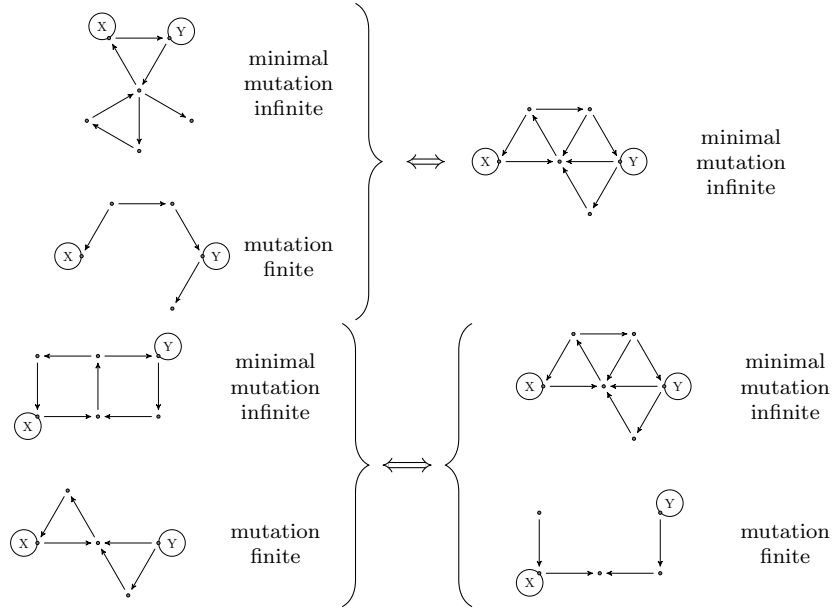 X
Y
minimal
mutation
infinite
X
Y
minimal
mutation
infinite
X
Y
mutation
finite
Y
X
minimal
mutation
infinite
X
Y
minimal
mutation
infinite
X
Y
mutation
finite
Y
X
mutation
finite